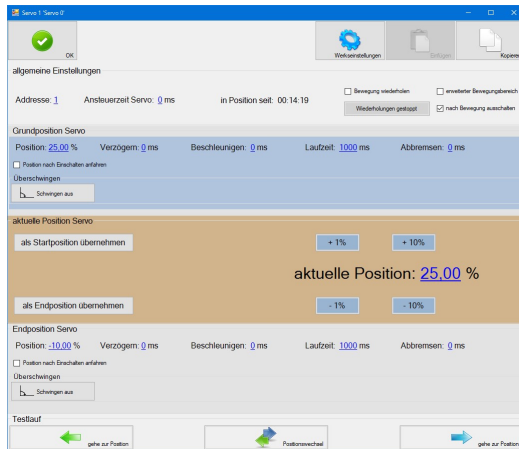 Servo 1 'Servo 0'
OK
Werkseinstellungen
Einfügen
Kopieren
allgemeine Einstellungen
Addresse: 1 Ansteuerzeit Servo: 0 ms in Position seit: 00:14:19
Bewegung wiederholen
erweiterter Bewegungsbereich
Wiederholungen gestoppt
nach Bewegung ausschalten
Grundposition Servo
Position: 25,00 % Verzögern: 0 ms Beschleunigen: 0 ms Laufzeit: 1000 ms Abbremsen: 0 ms
Position nach Einschalten anfahren
Überschwingen
Schwingen aus
aktuelle Position Servo
als Startposition übernehmen
+ 1%
+ 10%
aktuelle Position: 25,00 %
als Endposition übernehmen
- 1%
- 10%
Endposition Servo
Position: -10,00 % Verzögern: 0 ms Beschleunigen: 0 ms Laufzeit: 1000 ms Abbremsen: 0 ms
Position nach Einschalten anfahren
Überschwingen
Schwingen aus
Testlauf
gehe zur Position
Positionswechsel
gehe zur Position